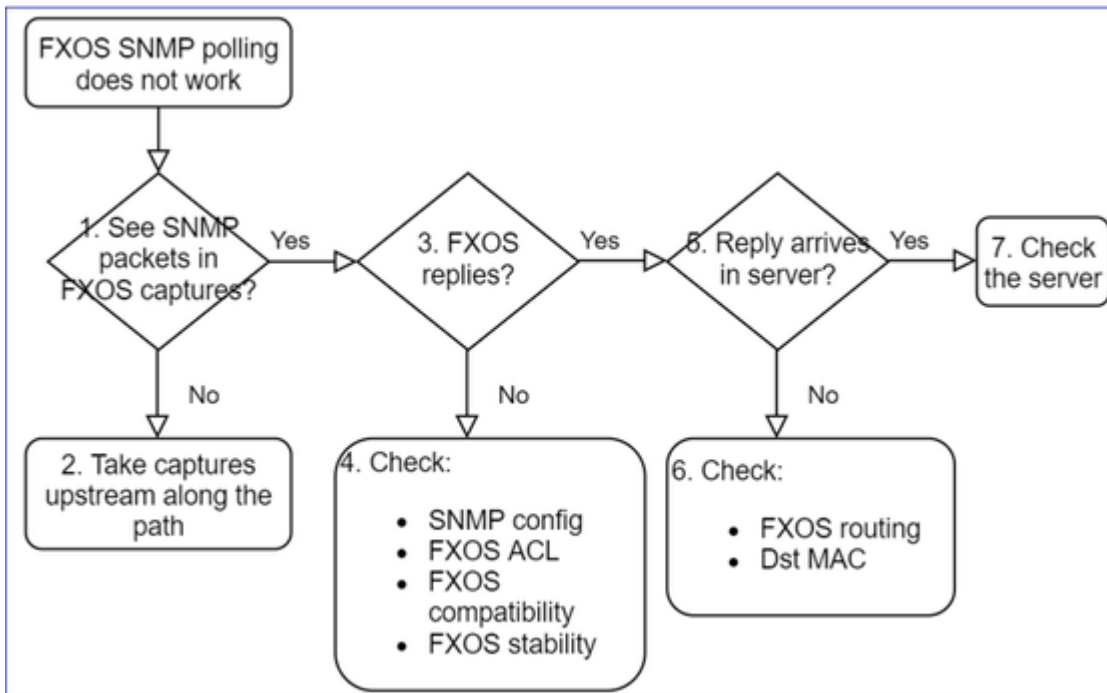 FXOS SNMP polling
does not work
1. See SNMP
packets in
FXOS captures?
Yes
3. FXOS
replies?
Yes
5. Reply arrives
in server?
Yes
7. Check
the server
No
No
No
2. Take captures
upstream along the
path
4. Check:
• SNMP config
• FXOS ACL
• FXOS
compatibility
• FXOS stability
6. Check:
• FXOS routing
• Dst MAC